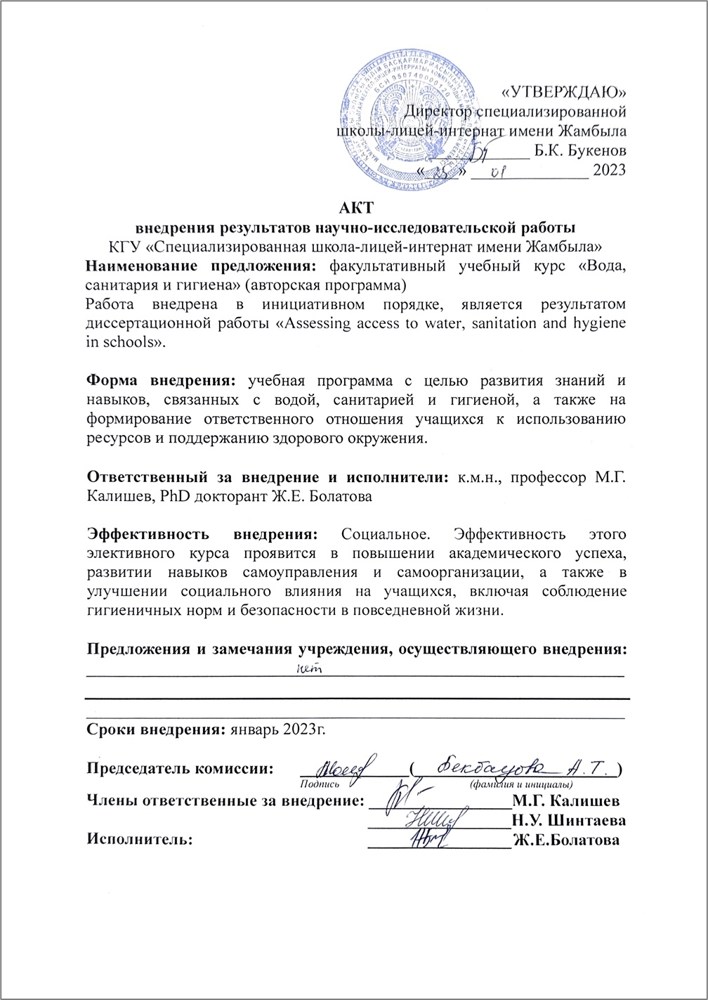 «УТВЕРЖДАЮ»
Директор специализированной
школы-лицей-интернат имени Жамбыла
Б.К. Букенов
«25» 01 2023
АКТ
внедрения результатов научно-исследовательской работы
КГУ «Специализированная школа-лицей-интернат имени Жамбыла»
Наименование предложения: факультативный учебный курс «Вода,
санитария и гигиена» (авторская программа)
Работа внедрена в инициативном порядке, является результатом
диссертационной работы «Assessing access to water, sanitation and hygiene
in schools».
Форма внедрения: учебная программа с целью развития знаний и
навыков, связанных с водой, санитарией и гигиеной, а также на
формирование ответственного отношения учащихся к использованию
ресурсов и поддержанию здорового окружения.
Ответственный за внедрение и исполнители: к.м.н., профессор М.Г.
Калишев, PhD докторант Ж.Е. Болатова
Эффективность внедрения: Социальное. Эффективность этого
элективного курса проявится в повышении академического успеха,
развитии навыков самоуправления и самоорганизации, а также в
улучшении социального влияния на учащихся, включая соблюдение
гигиеничных норм и безопасности в повседневной жизни.
Предложения и замечания учреждения, осуществляющего внедрения:
нет
Сроки внедрения: январь 2023г.
Председатель комиссии: ( А.Т. )
Подпись (фамилия и инициалы)
Члены ответственные за внедрение: М.Г. Калишев
Н.У. Шинтаева
Исполнитель: Ж.Е.Болатова
БСН 950740000120